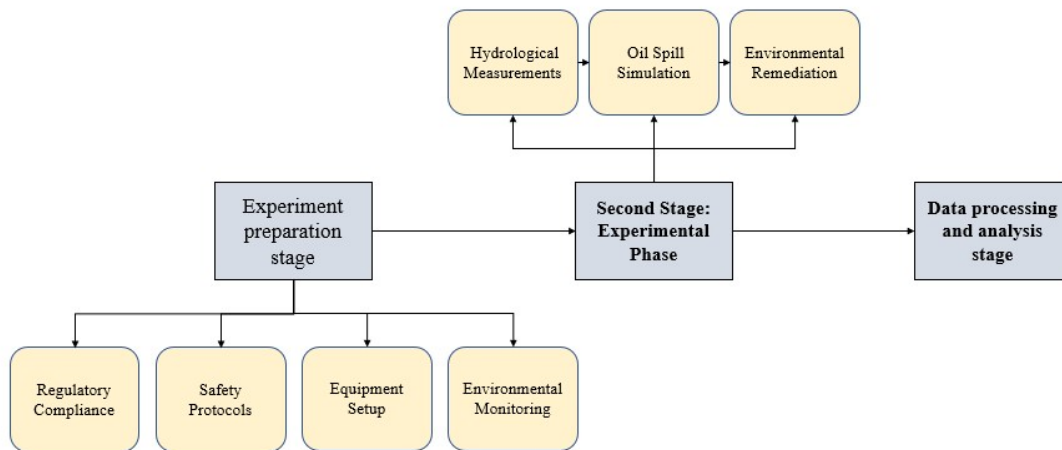 Hydrological
Measurements
Oil Spill
Simulation
Environmental
Remediation
Experiment
preparation
stage
Second Stage:
Experimental
Phase
Data processing
and analysis
stage
Regulatory
Compliance
Safety
Protocols
Equipment
Setup
Environmental
Monitoring